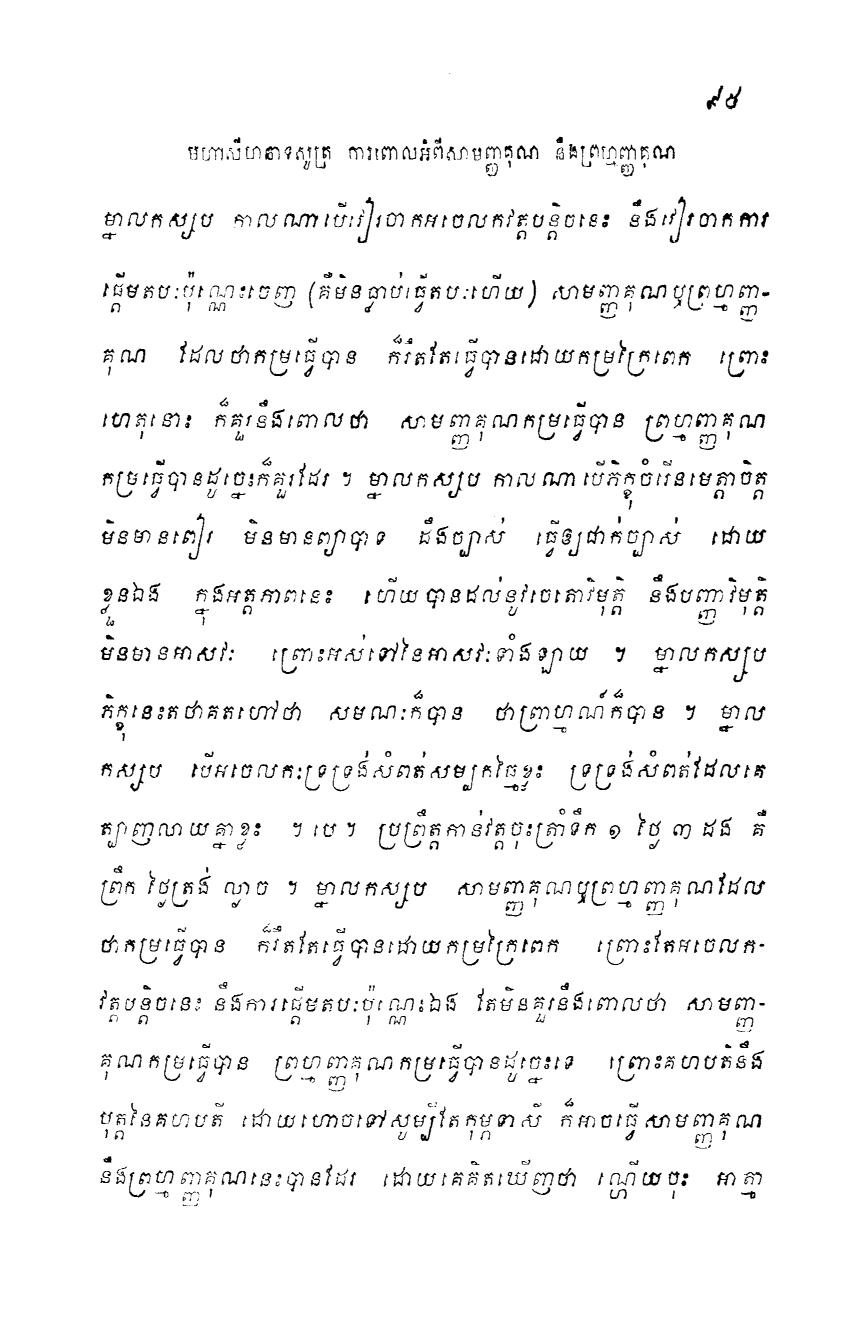 ៩៥
មហាសីហនាទសូត្រ ការពោលអំពីសាមញ្ញគុណ នឹងព្រហ្មញ្ញគុណ
ម្នាលកស្សប កាលណាបើវៀរចាកអចេលកវត្តបន្តិចនេះ នឹងវៀរចាកការ
ផ្តើមតបៈប៉ុណ្ណេះចេញ (គឺមិនធ្លាប់ធ្វើតបៈហើយ) សាមញ្ញគុណឬព្រហ្មញ្ញ-
គុណ ដែលថាកម្រធ្វើបាន ក៏រឹតតែធ្វើបានដោយកម្រក្រៃពេក ព្រោះ
ហេតុនោះ ក៏គួរនឹងពោលថា សាមញ្ញគុណកម្រធ្វើបាន ព្រហ្មញ្ញគុណ
កម្រធ្វើបានដូច្នេះក៏គួរដែរ ។ ម្នាលកស្សប កាលណាបើភិក្ខុចំរើនមេត្តាចិត្ត
មិនមានពៀរ មិនមានព្យាបាទ ដឹងច្បាស់ ធ្វើឲ្យជាក់ច្បាស់ ដោយ
ខ្លួនឯង ក្នុងអត្តភាពនេះ ហើយបានដល់នូវចេតោវិមុត្តិ នឹងបញ្ញាវិមុត្តិ
មិនមានអាសវៈ ព្រោះអស់ទៅនៃអាសវៈទាំងឡាយ ។ ម្នាលកស្សប
ភិក្ខុនេះតថាគតហៅថា សមណៈក៏បាន ថាព្រាហ្មណ៍ក៏បាន ។ ម្នាល
កស្សប បើអចេលកៈទ្រទ្រង់សំពត់សម្បកធ្មៃខ្លះ ទ្រទ្រង់សំពត់ដែលគេ
ត្បាញលាយគ្នាខ្លះ ។ បេ ។ ប្រព្រឹត្តកាន់វត្តចុះត្រាំទឹក ១ ថ្ងៃ ៣ ដង គឺ
ព្រឹក ថ្ងៃត្រង់ ល្ងាច ។ ម្នាលកស្សប សាមញ្ញគុណឬព្រហ្មញ្ញគុណដែល
ថាកម្រធ្វើបាន ក៏រឹតតែធ្វើបានដោយកម្រក្រៃពេក ព្រោះតែអចេលក-
វត្តបន្តិចនេះ នឹងការផ្តើមតបៈប៉ុណ្ណេះឯង តែមិនគួរនឹងពោលថា សាមញ្ញ-
គុណកម្រធ្វើបាន ព្រហ្មញ្ញគុណកម្រធ្វើបានដូច្នេះទេ ព្រោះគហបតិនឹង
បុត្តនៃគហបតី ដោយហោចទៅសូម្បីតែកុម្ភទាសី ក៏អាចធ្វើសាមញ្ញគុណ
នឹងព្រហ្មញ្ញគុណនេះបានដែរ ដោយគេគិតឃើញថា ណ្ហើយចុះ អាត្មា